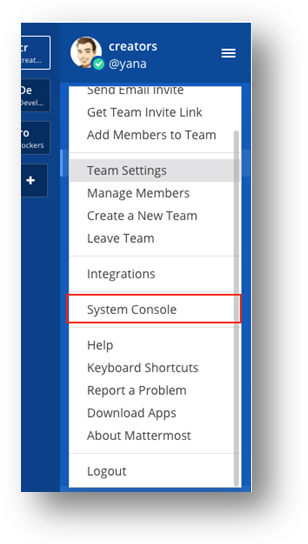 cr
creators
reat...
@yana
De
Devel...
ro
ockers
+
Send Email Invite
Get Team Invite Link
Add Members to Team
Team Settings
Manage Members
Create a New Team
Leave Team
Integrations
System Console
Help
Keyboard Shortcuts
Report a Problem
Download Apps
About Mattermost
Logout